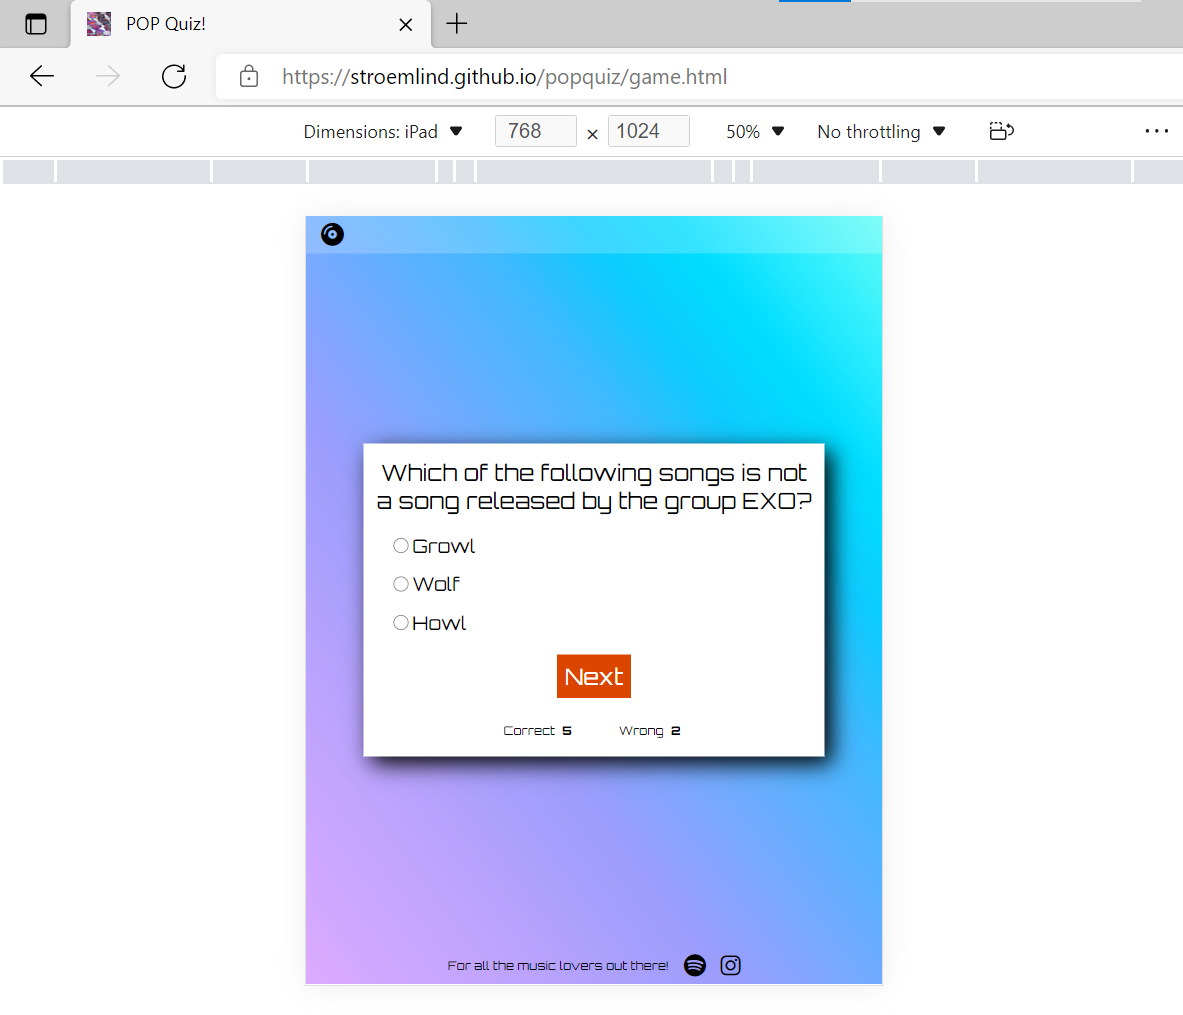 POP Quiz!
https://stroemlind.github.io/popquiz/game.html
Dimensions: iPad 768 × 1024 50% No throttling
Which of the following songs is not
a song released by the group EXO?
Growl
Wolf
Howl
Next
Correct 5 Wrong 2
For all the music lovers out there!